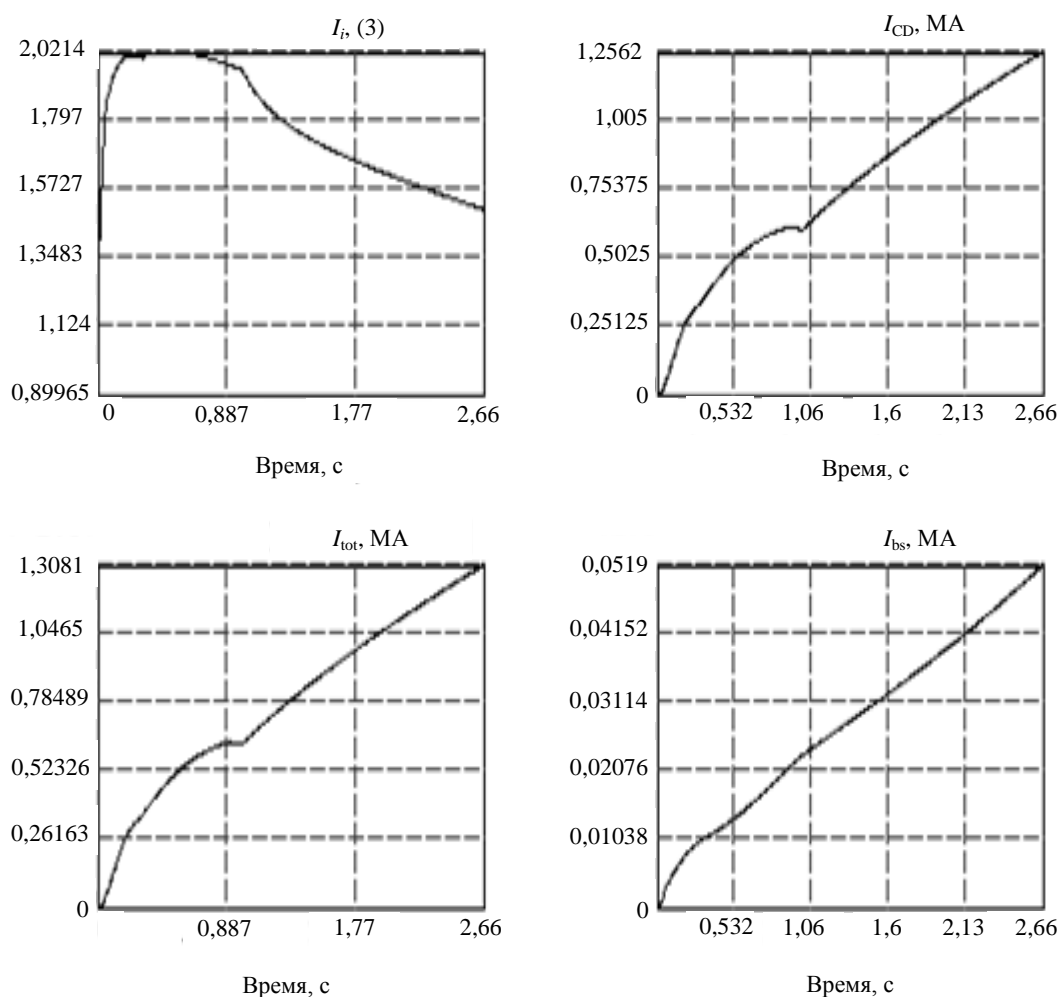 I_i, (3)
2,0214
1,797
1,5727
1,3483
1,124
0,89965
0 0,887 1,77 2,66
Время, с
I_CD, МА
1,2562
1,005
0,75375
0,5025
0,25125
0
0,532 1,06 1,6 2,13 2,66
Время, с
I_tot, МА
1,3081
1,0465
0,78489
0,52326
0,26163
0
0,887 1,77 2,66
Время, с
I_bs, МА
0,0519
0,04152
0,03114
0,02076
0,01038
0
0,532 1,06 1,6 2,13 2,66
Время, с